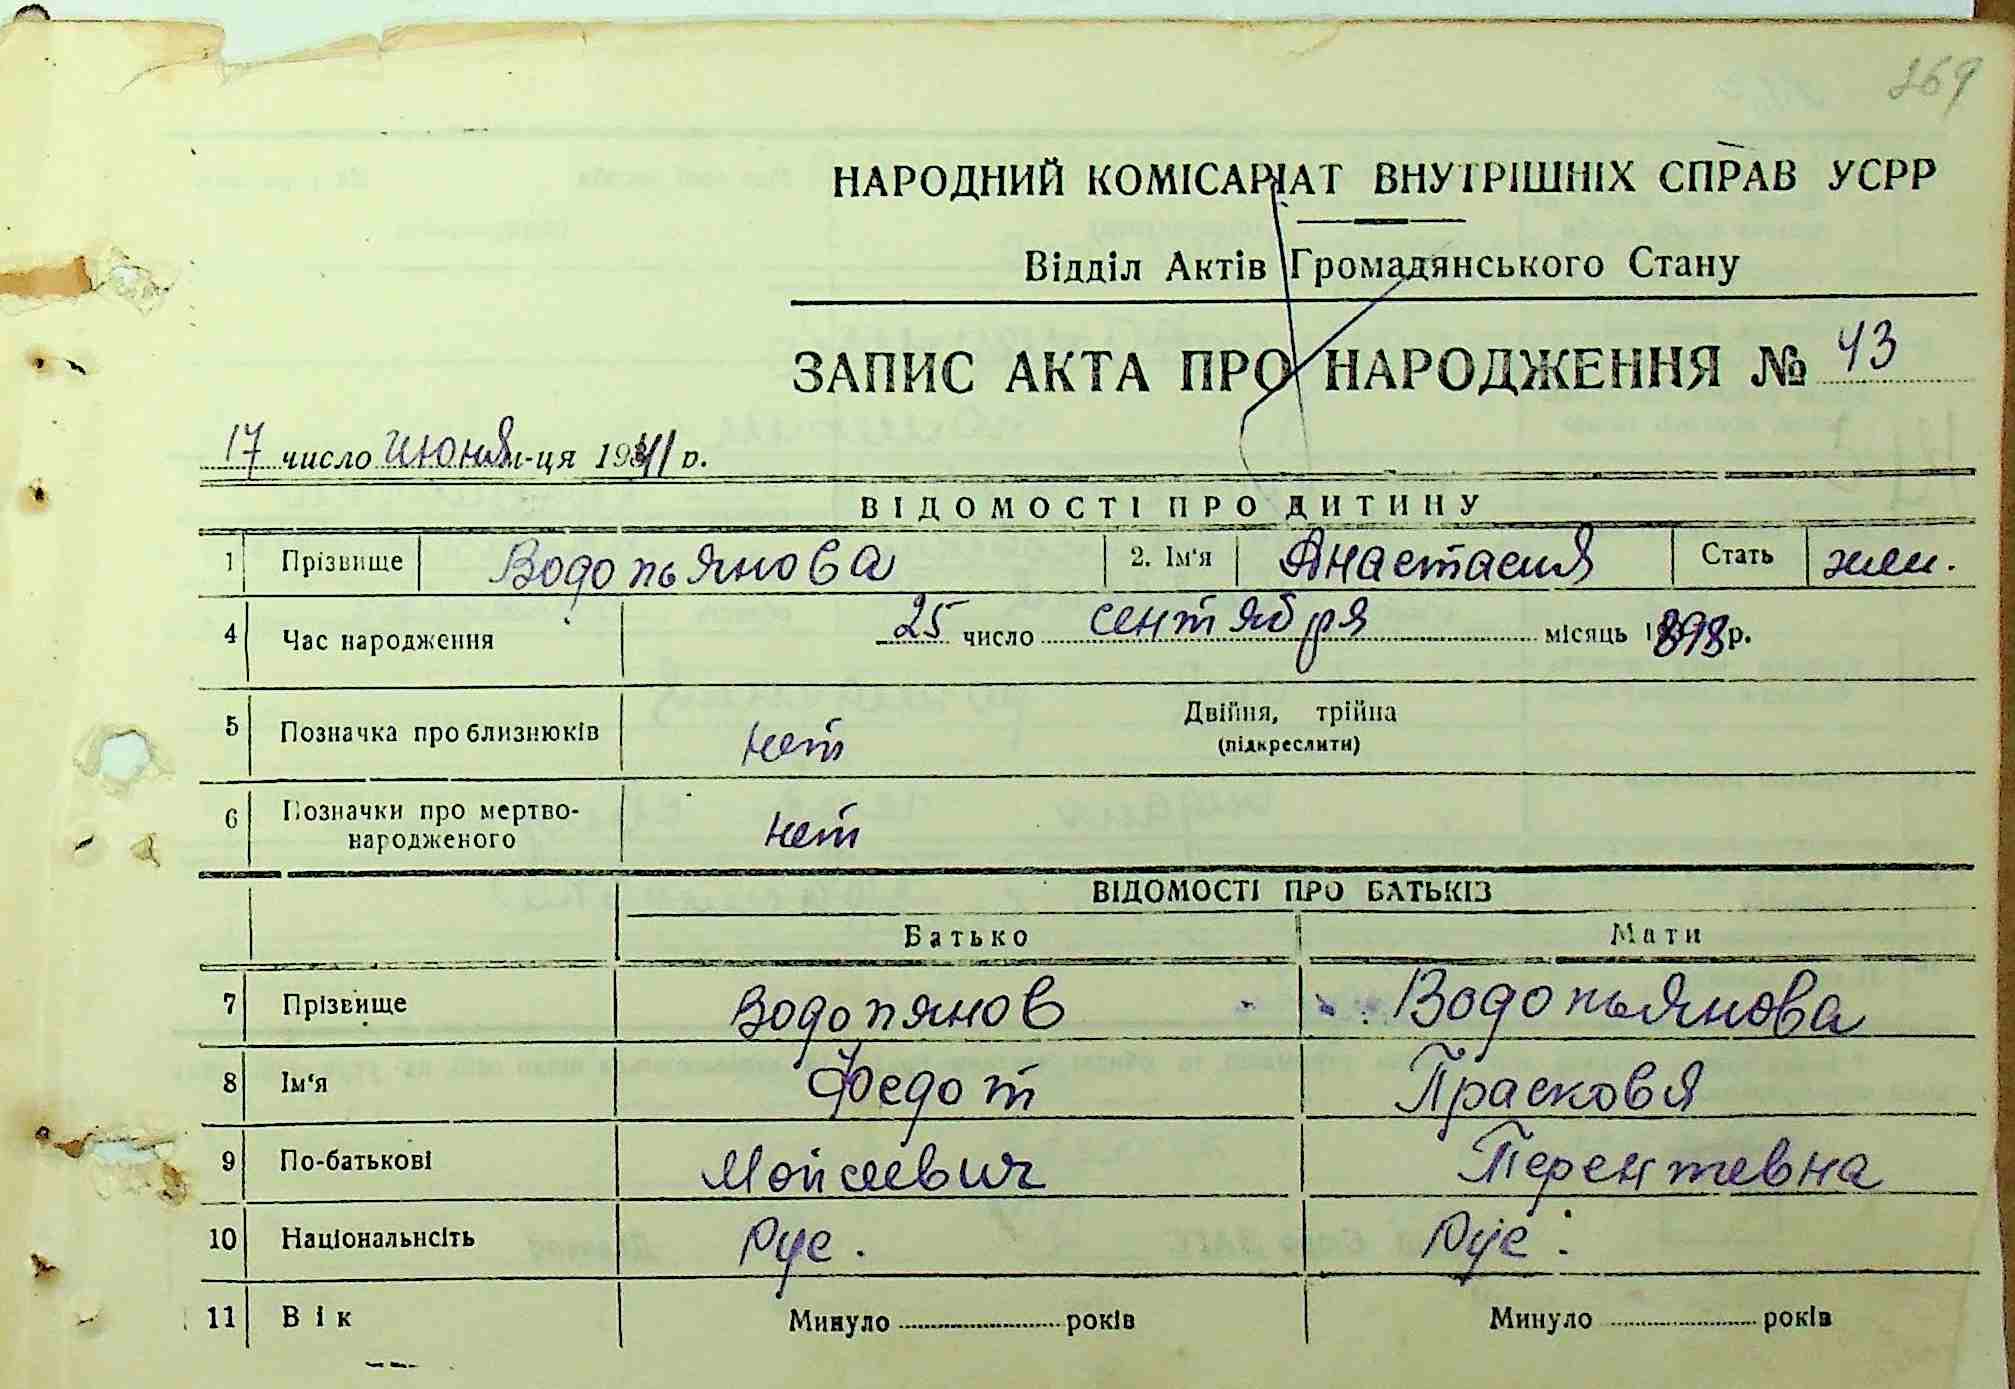 269
НАРОДНИЙ КОМІСАРІАТ ВНУТРІШНІХ СПРАВ УСРР
Відділ Актів Громадянського Стану
ЗАПИС АКТА ПРО НАРОДЖЕННЯ № 43
17 число июня м-ця 1941 р.
ВІДОМОСТІ ПРО ДИТИНУ
1 Прізвище Водопьянова 2. Ім'я Анастасия Стать жен.
4 Час народження 25 число сентября місяць 1898 р.
5 Позначка про близнюків нет Двійня, трійна
(підкреслити)
6 Позначки про мертво-
народженого нет
ВІДОМОСТІ ПРО БАТЬКІВ
Батько Мати
7 Прізвище Водопянов Водопьянова
8 Ім'я Федот Прасковя
9 По-батькові Мойсеевич Терентевна
10 Національнсіть Рус. Рус.
11 Вік Минуло років Минуло років